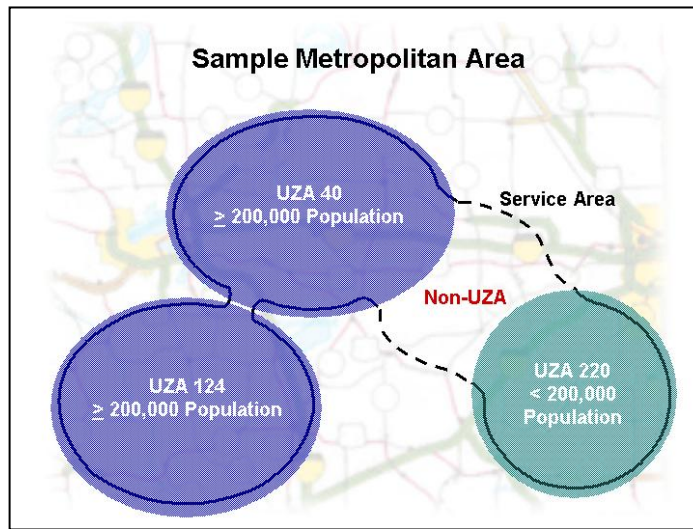 Sample Metropolitan Area
UZA 40
≥ 200,000 Population
Service Area
Non-UZA
UZA 124
≥ 200,000 Population
UZA 220
< 200,000
Population